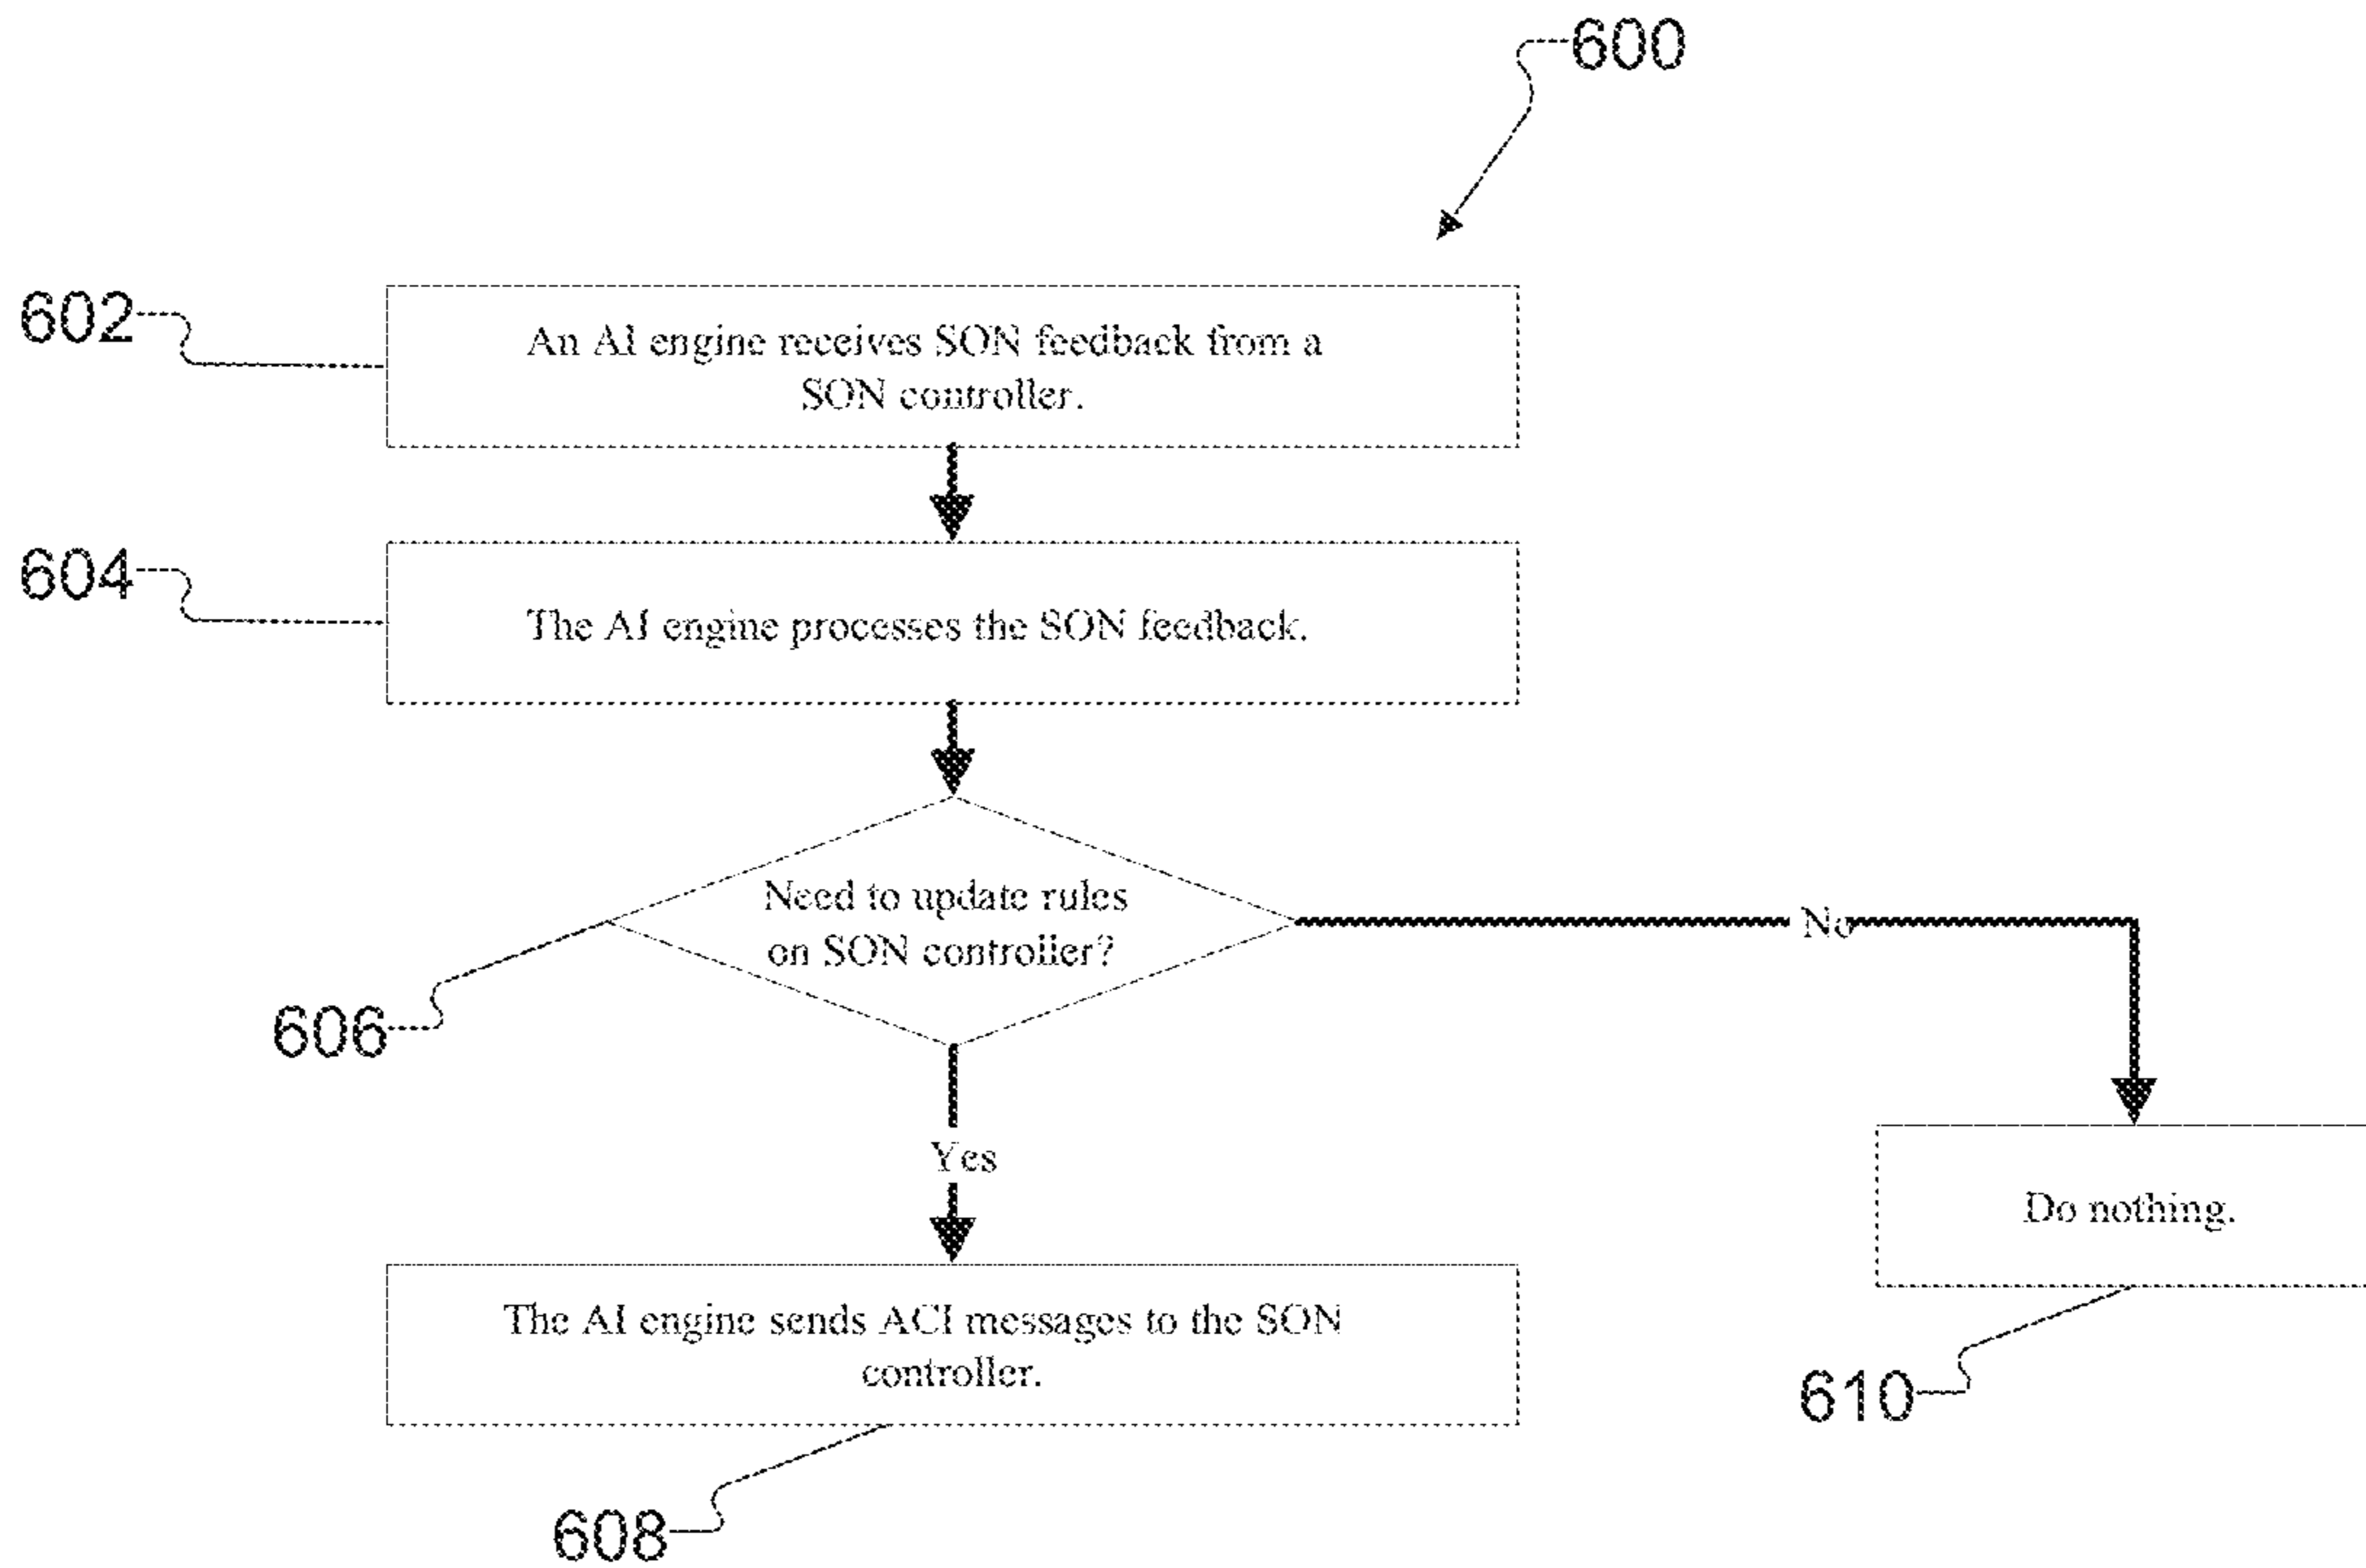 600
602
An AI engine receives SON feedback from a
SON controller.
604
The AI engine processes the SON feedback.
Need to update rules
on SON controller?
No
606
Yes
Do nothing.
The AI engine sends ACI messages to the SON
controller.
610
608